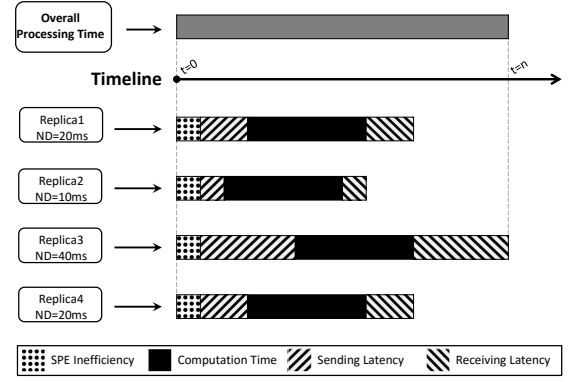 Overall
Processing Time
t=0
t=n
Timeline
Replica1
ND=20ms
Replica2
ND=10ms
Replica3
ND=40ms
Replica4
ND=20ms
SPE Inefficiency
Computation Time
Sending Latency
Receiving Latency